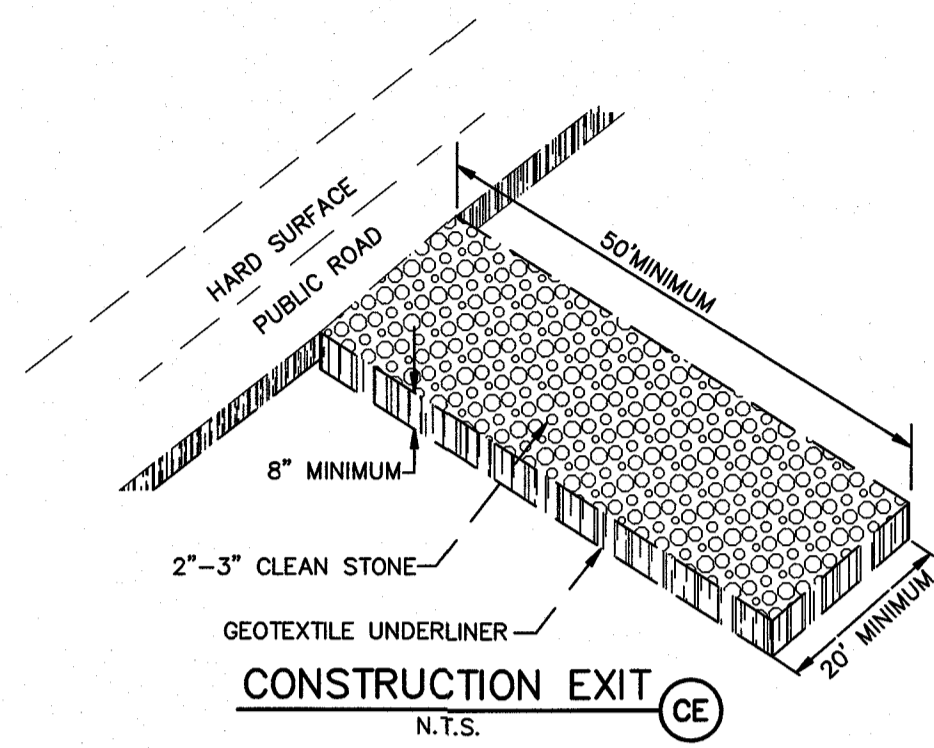 HARD SURFACE
PUBLIC ROAD
50'MINIMUM
8" MINIMUM
2"-3" CLEAN STONE
GEOTEXTILE UNDERLINER
20' MINIMUM
CONSTRUCTION EXIT
CE
N.T.S.